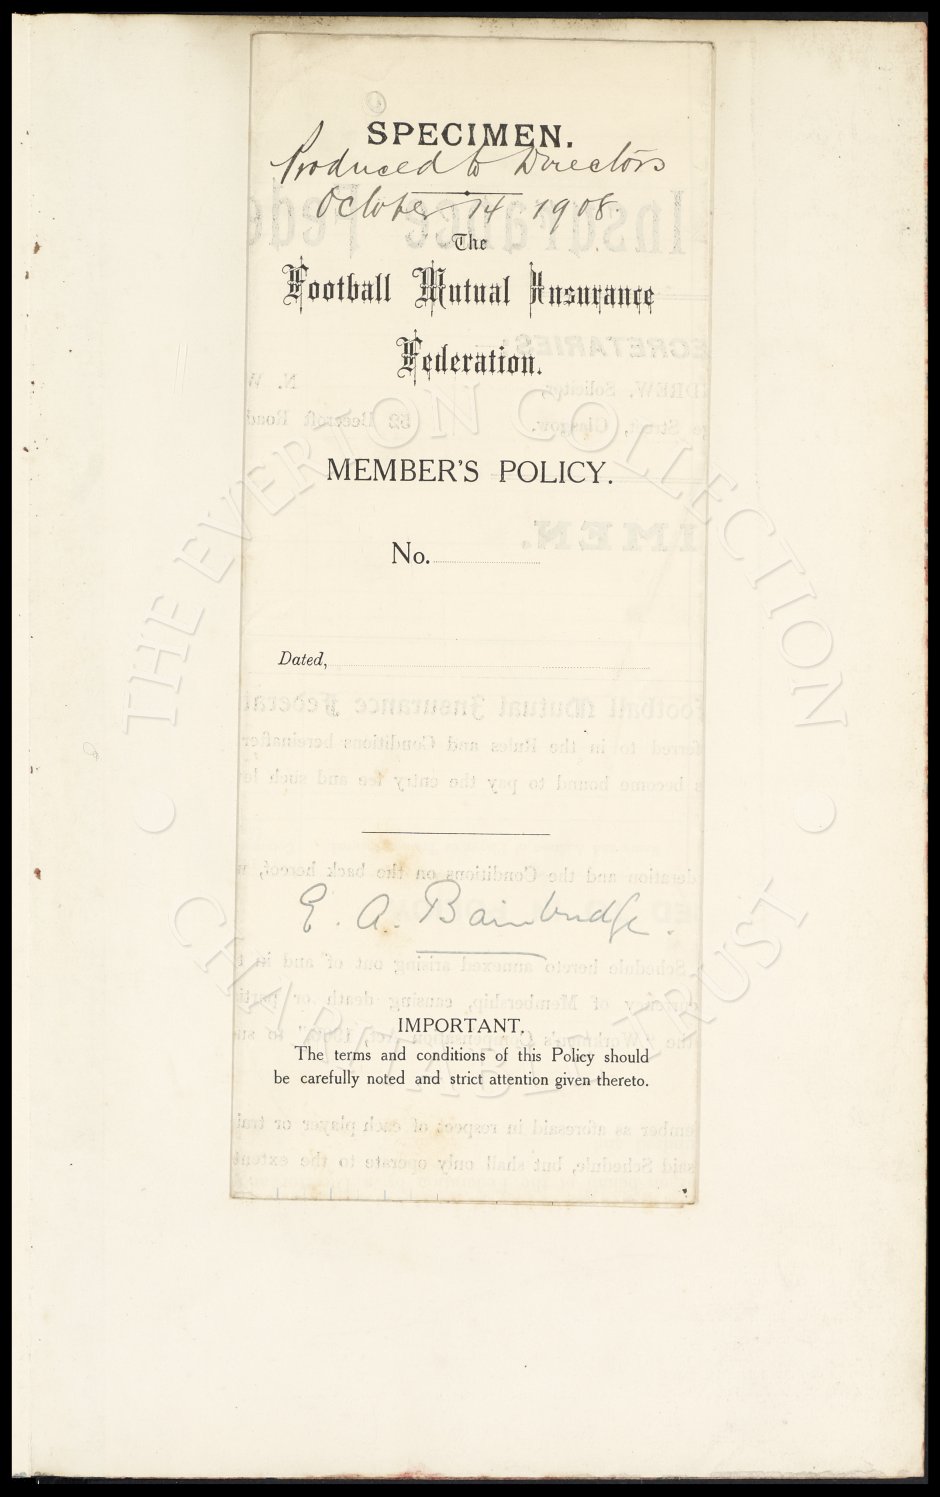 SPECIMEN.
Produced to Directors
October 14 1908.
The
Football Mutual Insurance
Federation.
MEMBER'S POLICY.
No.
Dated,
E. A. Bainbridge.
IMPORTANT.
The terms and conditions of this Policy should
be carefully noted and strict attention given thereto.
THE EVERTON COLLECTION
CHARITABLE TRUST